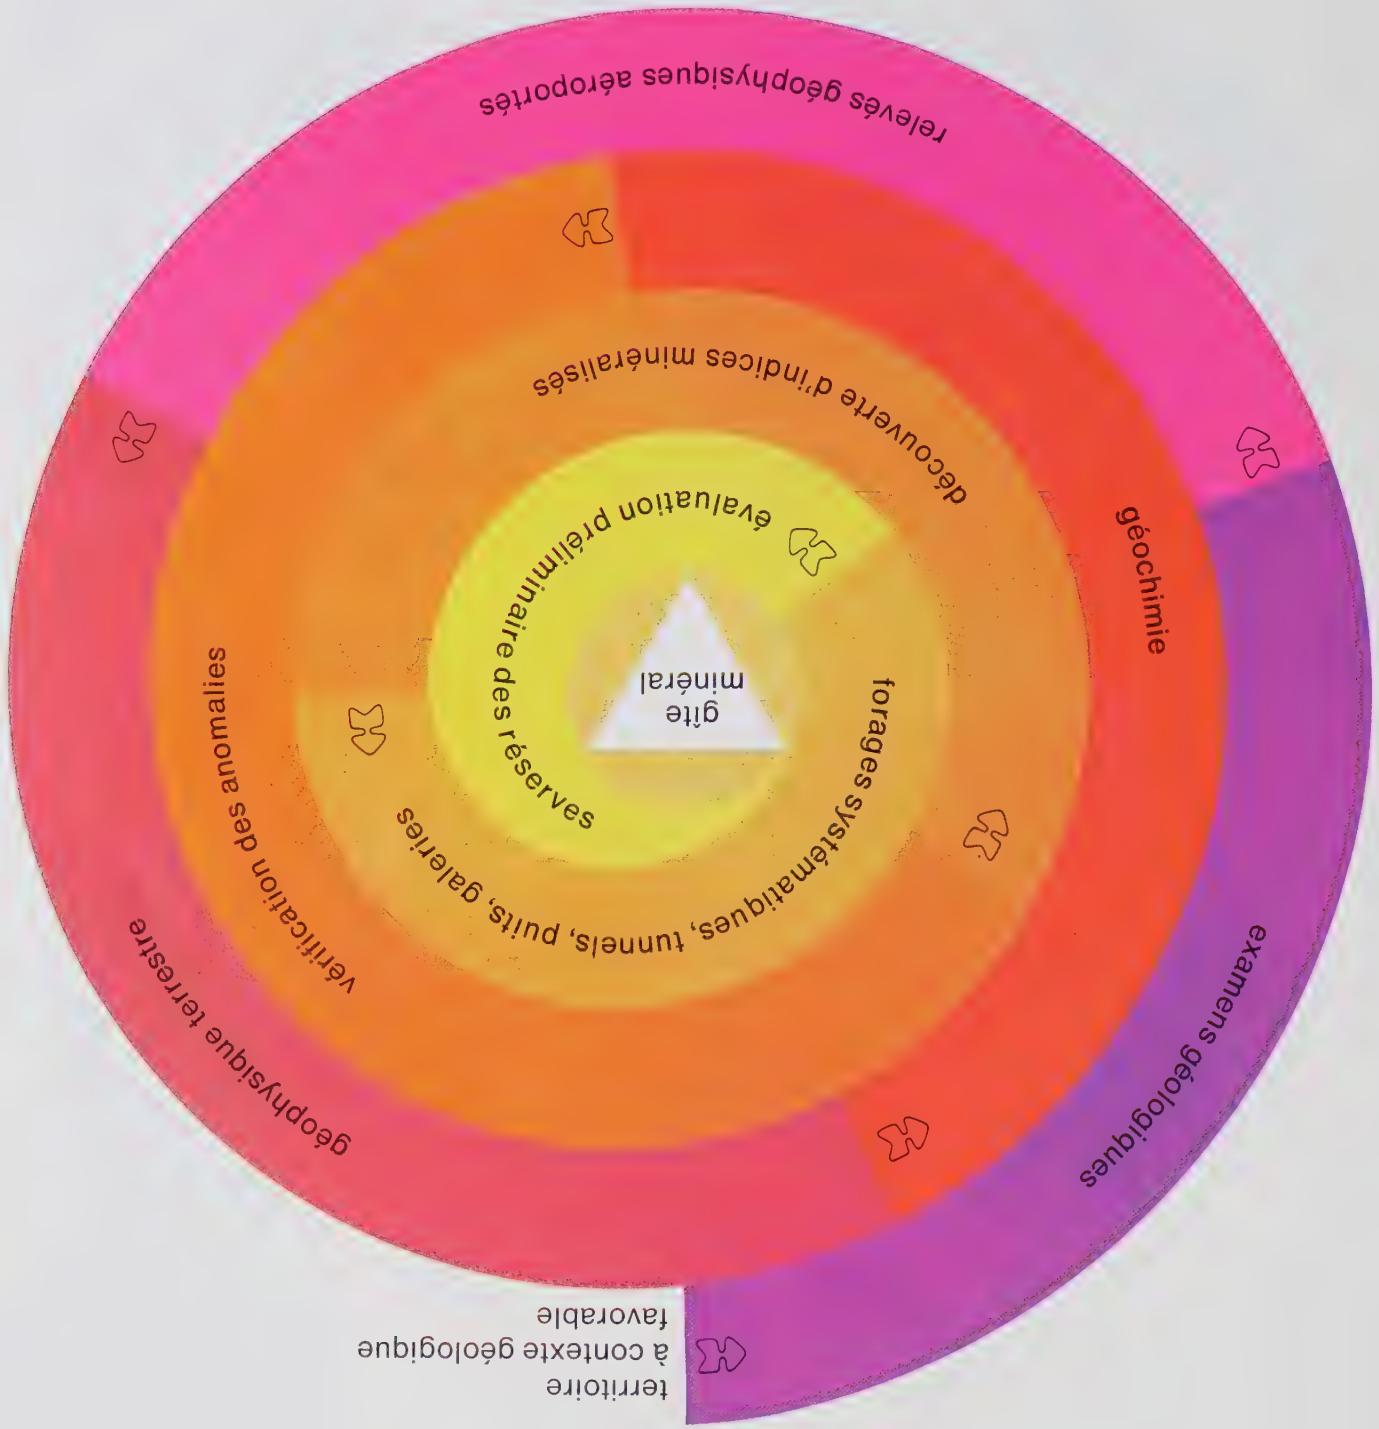 territoire
à contexte géologique
favorable
examens géologiques
relevés géophysiques aéroportés
géophysique terrestre
géochimie
vérification des anomalies
découverte d'indices minéralisés
forages systématiques, tunnels, puits, galeries
évaluation préliminaire des réserves
gîte
minéral